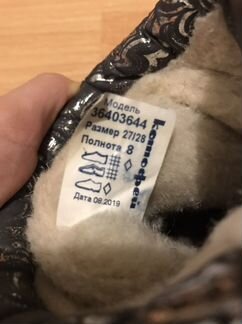 Модель
36403644
Размер 27/28
Полнота 8
Дата 08.2019
Котофей